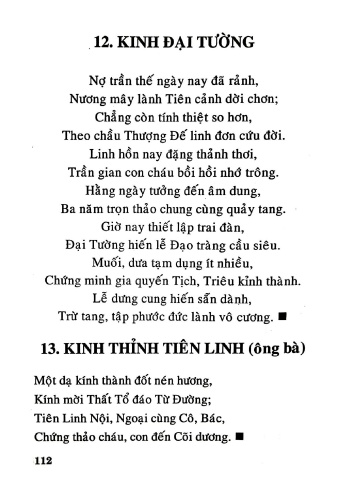 12. KINH ĐẠI TƯỜNG
Nợ trần thế ngày nay đã rảnh,
Nương mây lành Tiên cảnh dời chơn;
Chẳng còn tính thiệt so hơn,
Theo chầu Thượng Đế linh đơn cứu đời.
Linh hồn nay đặng thảnh thơi,
Trần gian con cháu bồi hồi nhớ trông.
Hằng ngày tưởng đến âm dung,
Ba năm trọn thảo chung cùng quảy tang.
Giờ nay thiết lập trai đàn,
Đại Tường hiến lễ Đạo tràng cầu siêu.
Muối, dưa tạm dụng ít nhiều,
Chứng minh gia quyến Tịch, Triêu kỉnh thành.
Lễ dưng cung hiến sẵn dành,
Trừ tang, tập phước đức lành vô cương. ■
13. KINH THỈNH TIÊN LINH (ông bà)
Một dạ kính thành đốt nén hương,
Kính mời Thất Tổ đáo Từ Đường;
Tiên Linh Nội, Ngoại cùng Cô, Bác,
Chứng thảo cháu, con đến Cõi dương. ■
112